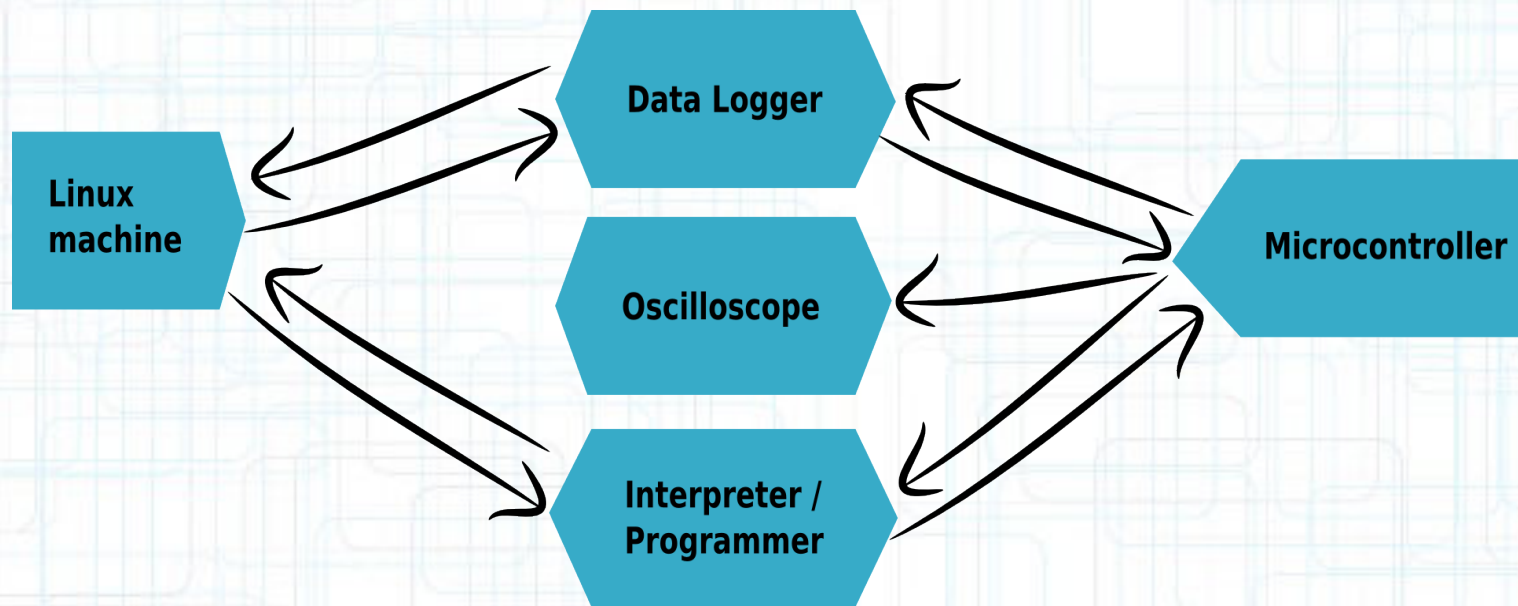 Data Logger
Linux
machine
Microcontroller
Oscilloscope
Interpreter /
Programmer